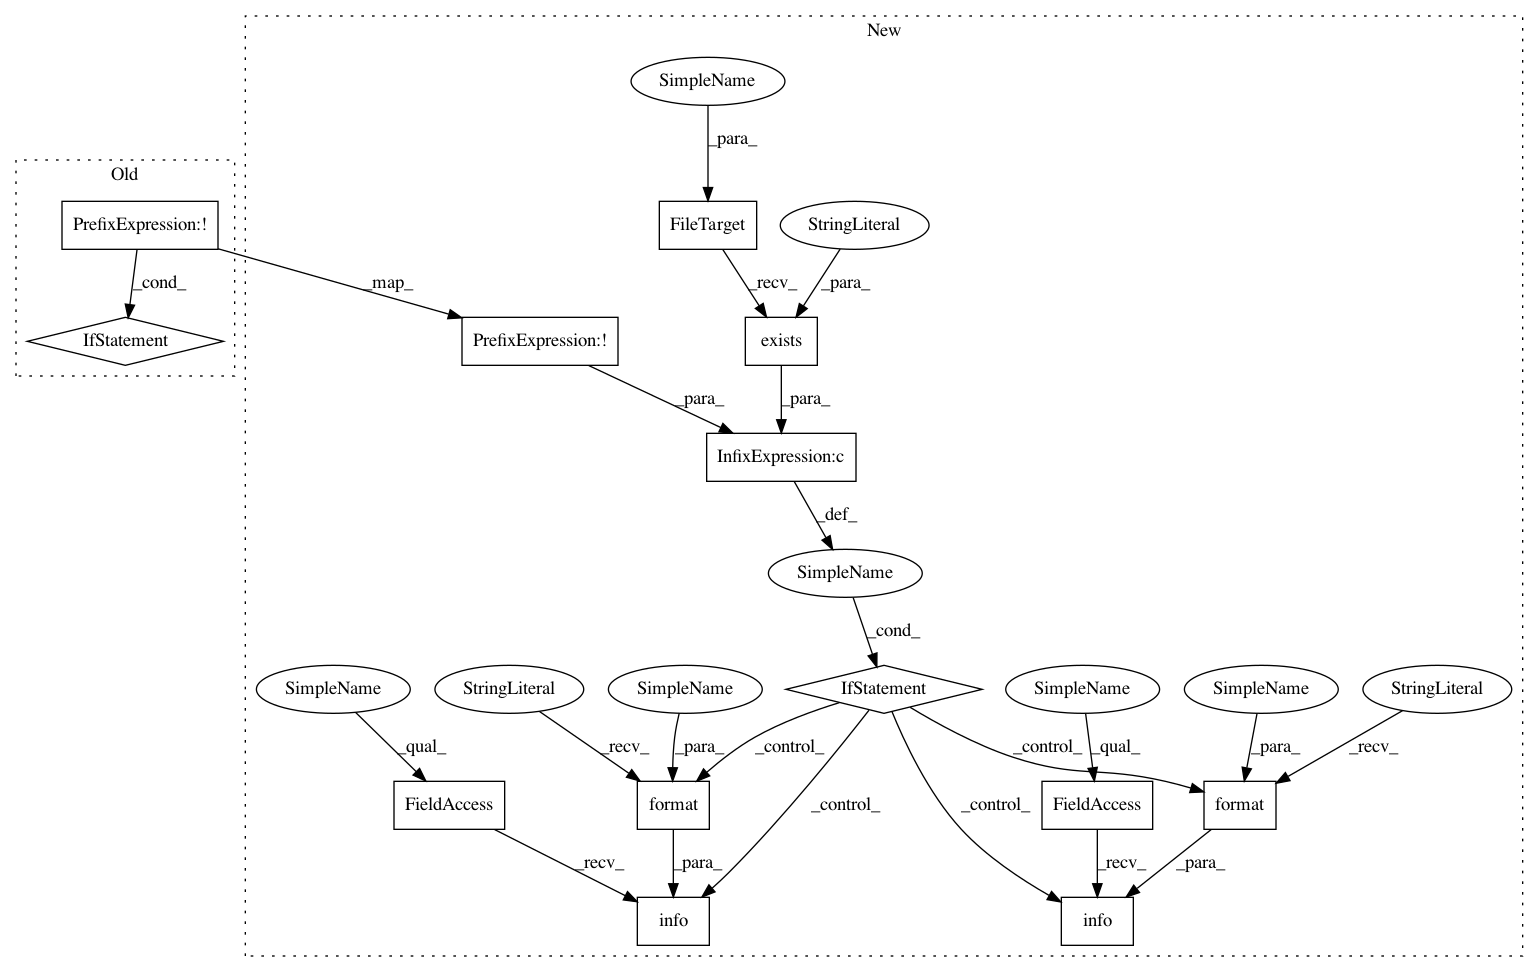 New
SimpleName
_para_
Old
PrefixExpression:!
FileTarget
StringLiteral
_cond_
_map_
_recv_
_para_
IfStatement
PrefixExpression:!
exists
_para_
_para_
InfixExpression:c
_def_
SimpleName
_cond_
SimpleName
StringLiteral
SimpleName
IfStatement
SimpleName
SimpleName
StringLiteral
_qual_
_recv_
_para_
_control_
_control_
_qual_
_para_
_recv_
FieldAccess
format
_control_
_control_
FieldAccess
format
_recv_
_para_
_recv_
_para_
info
info